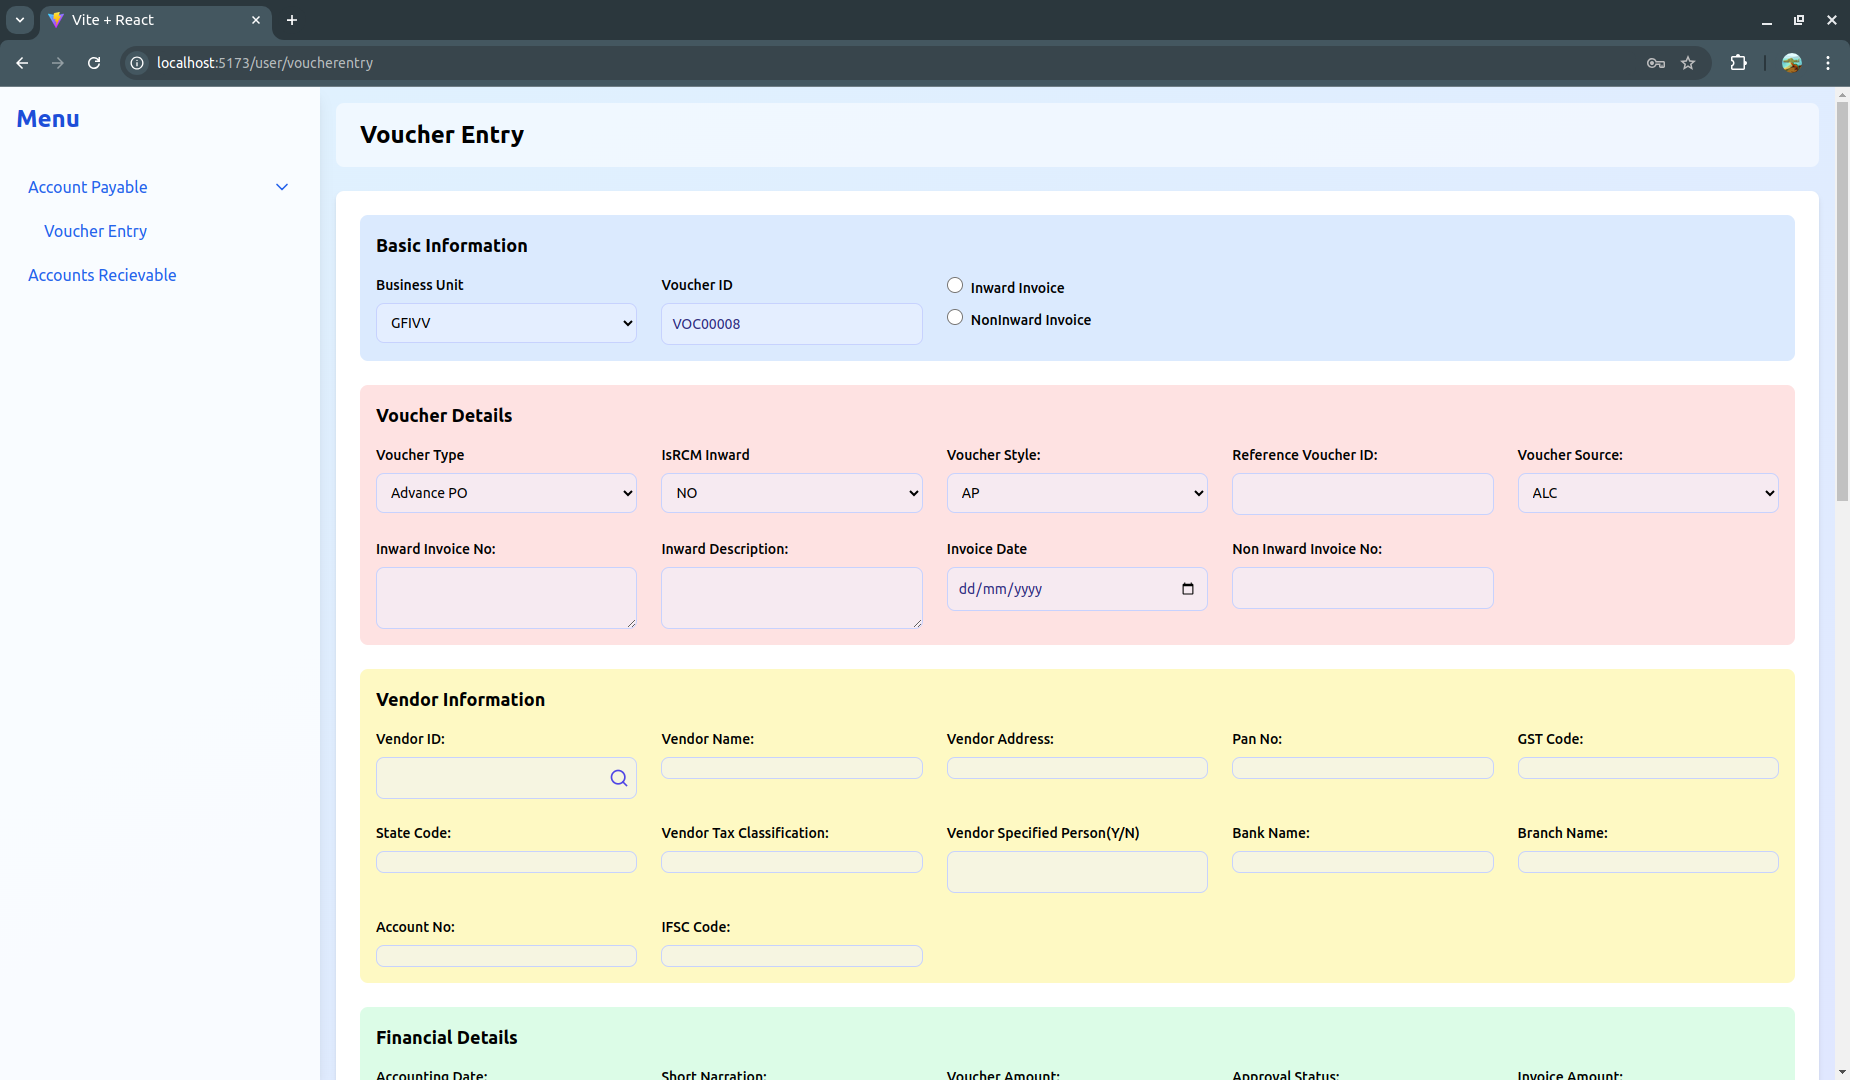 Vite + React
localhost:5173/user/voucherentry
Menu
Account Payable
Voucher Entry
Accounts Recievable
Voucher Entry
Basic Information
Business Unit
GFIVV
Voucher ID
VOC00008
Inward Invoice
NonInward Invoice
Voucher Details
Voucher Type
Advance PO
IsRCM Inward
NO
Voucher Style:
AP
Reference Voucher ID:
Voucher Source:
ALC
Inward Invoice No:
Inward Description:
Invoice Date
dd/mm/yyyy
Non Inward Invoice No:
Vendor Information
Vendor ID:
Vendor Name:
Vendor Address:
Pan No:
GST Code:
State Code:
Vendor Tax Classification:
Vendor Specified Person(Y/N)
Bank Name:
Branch Name:
Account No:
IFSC Code:
Financial Details
Accounting Date:
Short Narration:
Voucher Amount:
Approval Status:
Invoice Amount: